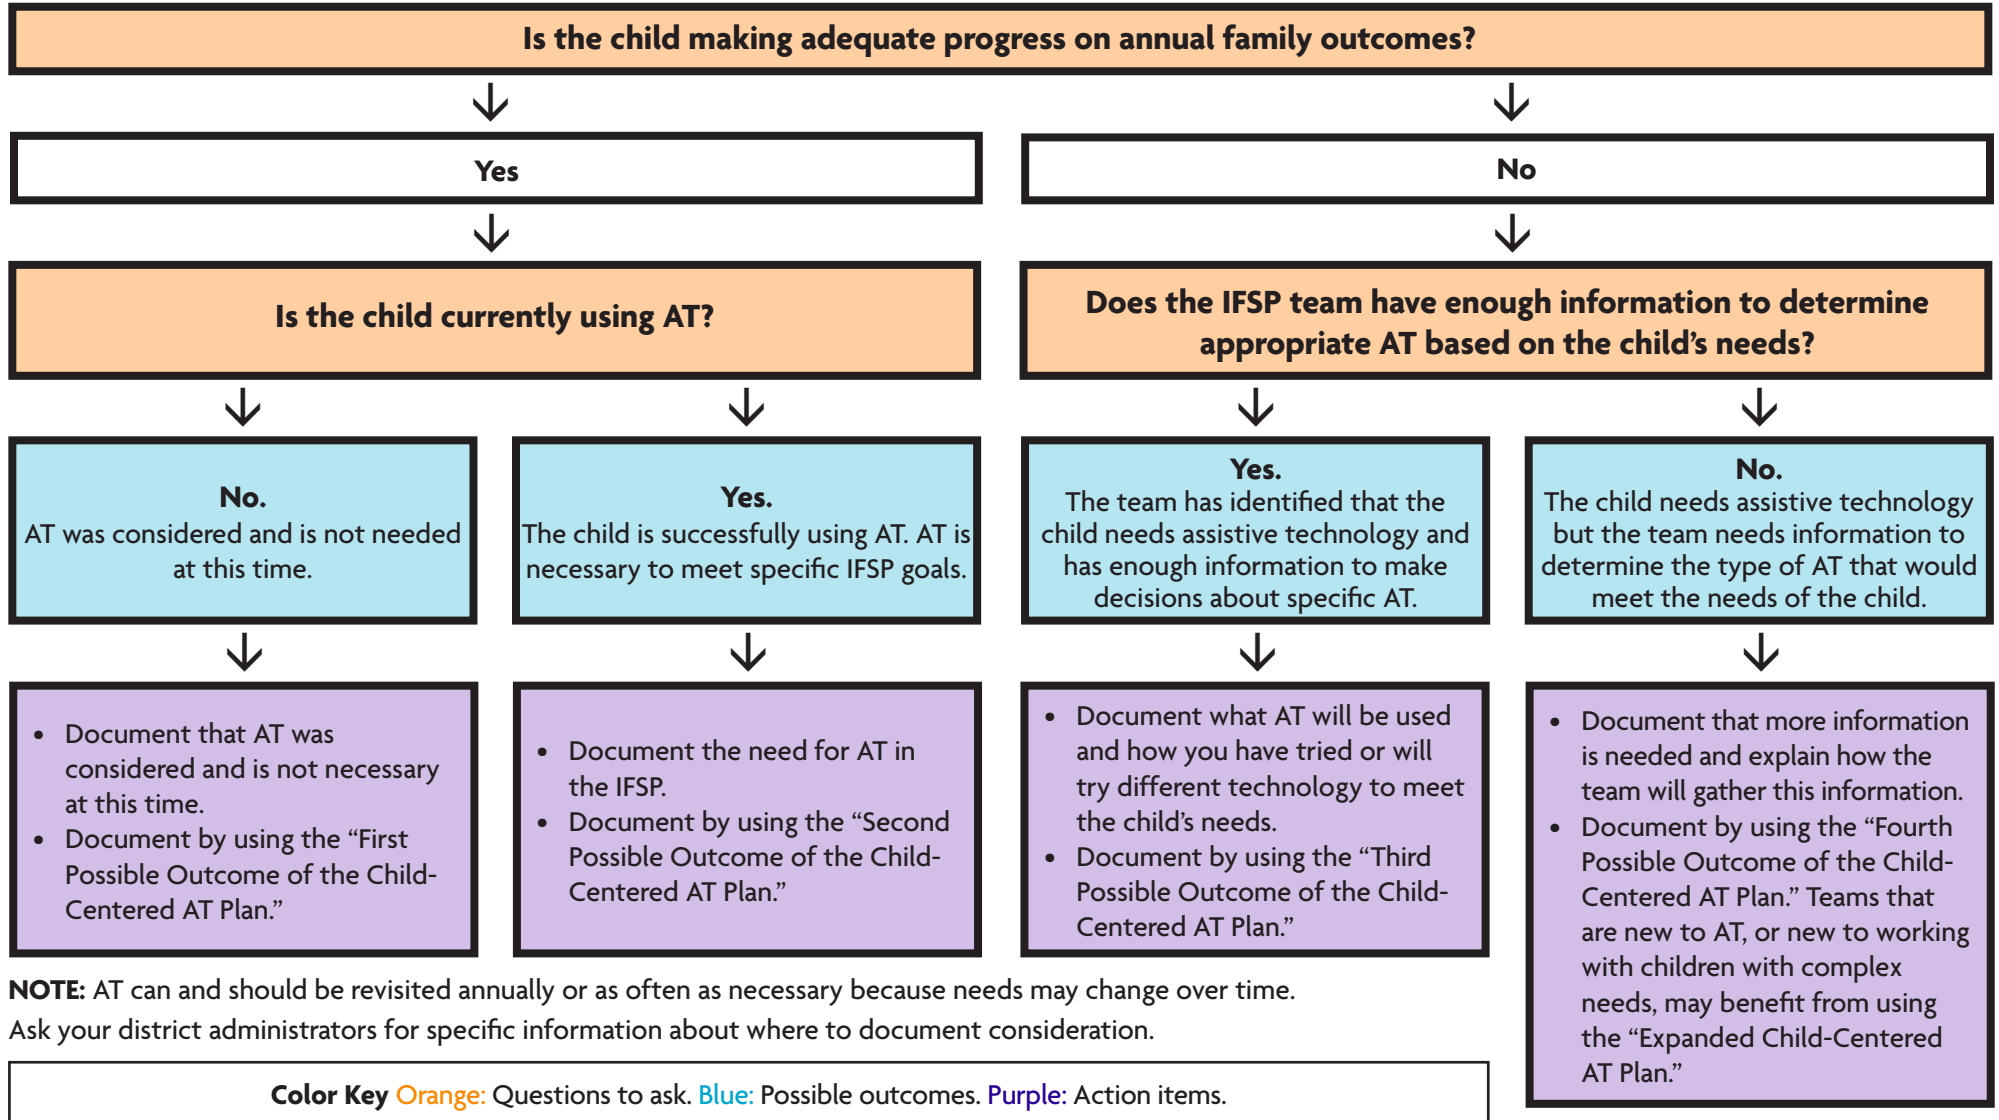 Is the child making adequate progress on annual family outcomes?
Yes
No
Is the child currently using AT?
Does the IFSP team have enough information to determine
appropriate AT based on the child’s needs?
No.
AT was considered and is not needed
at this time.
Yes.
The child is successfully using AT. AT is
necessary to meet specific IFSP goals.
Yes.
The team has identified that the
child needs assistive technology and
has enough information to make
decisions about specific AT.
No.
The child needs assistive technology
but the team needs information to
determine the type of AT that would
meet the needs of the child.
• Document that AT was
considered and is not necessary
at this time.
• Document by using the “First
Possible Outcome of the Child-
Centered AT Plan.”
• Document the need for AT in
the IFSP.
• Document by using the “Second
Possible Outcome of the Child-
Centered AT Plan.”
• Document what AT will be used
and how you have tried or will
try different technology to meet
the child’s needs.
• Document by using the “Third
Possible Outcome of the Child-
Centered AT Plan.”
• Document that more information
is needed and explain how the
team will gather this information.
• Document by using the “Fourth
Possible Outcome of the Child-
Centered AT Plan.” Teams that
are new to AT, or new to working
with children with complex
needs, may benefit from using
the “Expanded Child-Centered
AT Plan.”
NOTE: AT can and should be revisited annually or as often as necessary because needs may change over time.
Ask your district administrators for specific information about where to document consideration.
Color Key Orange: Questions to ask. Blue: Possible outcomes. Purple: Action items.